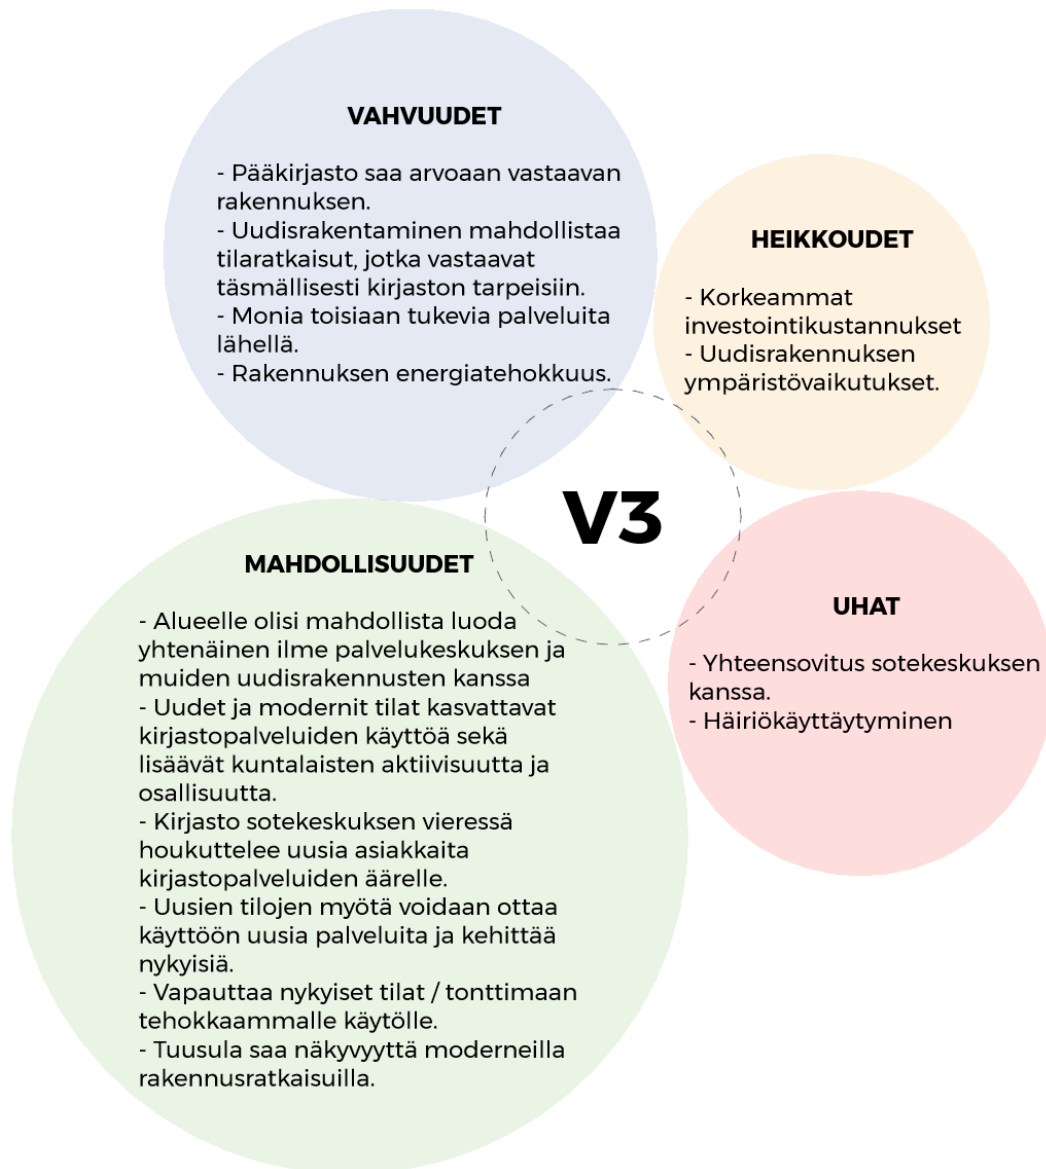 VAHVUUDET
- Pääkirjasto saa arvoaan vastaavan
rakennuksen.
- Uudisrakentaminen mahdollistaa
tilaratkaisut, jotka vastaavat
täsmällisesti kirjaston tarpeisiin.
- Monia toisiaan tukevia palveluita
lähellä.
- Rakennuksen energiatehokkuus.
HEIKKOUDET
- Korkeammat
investointikustannukset
- Uudisrakennuksen
ympäristövaikutukset.
V3
MAHDOLLISUUDET
- Alueelle olisi mahdollista luoda
yhtenäinen ilme palvelukeskuksen ja
muiden uudisrakennusten kanssa
- Uudet ja modernit tilat kasvattavat
kirjastopalveluiden käyttöä sekä
lisäävät kuntalaisten aktiivisuutta ja
osallisuutta.
- Kirjasto sotekeskuksen vieressä
houkuttelee uusia asiakkaita
kirjastopalveluiden äärelle.
- Uusien tilojen myötä voidaan ottaa
käyttöön uusia palveluita ja kehittää
nykyisiä.
- Vapauttaa nykyiset tilat / tonttimaan
tehokkaammalle käytölle.
- Tuusula saa näkyvyyttä moderneilla
rakennusratkaisuilla.
UHAT
- Yhteensovitus sotekeskuksen
kanssa.
- Häiriökäyttäytyminen